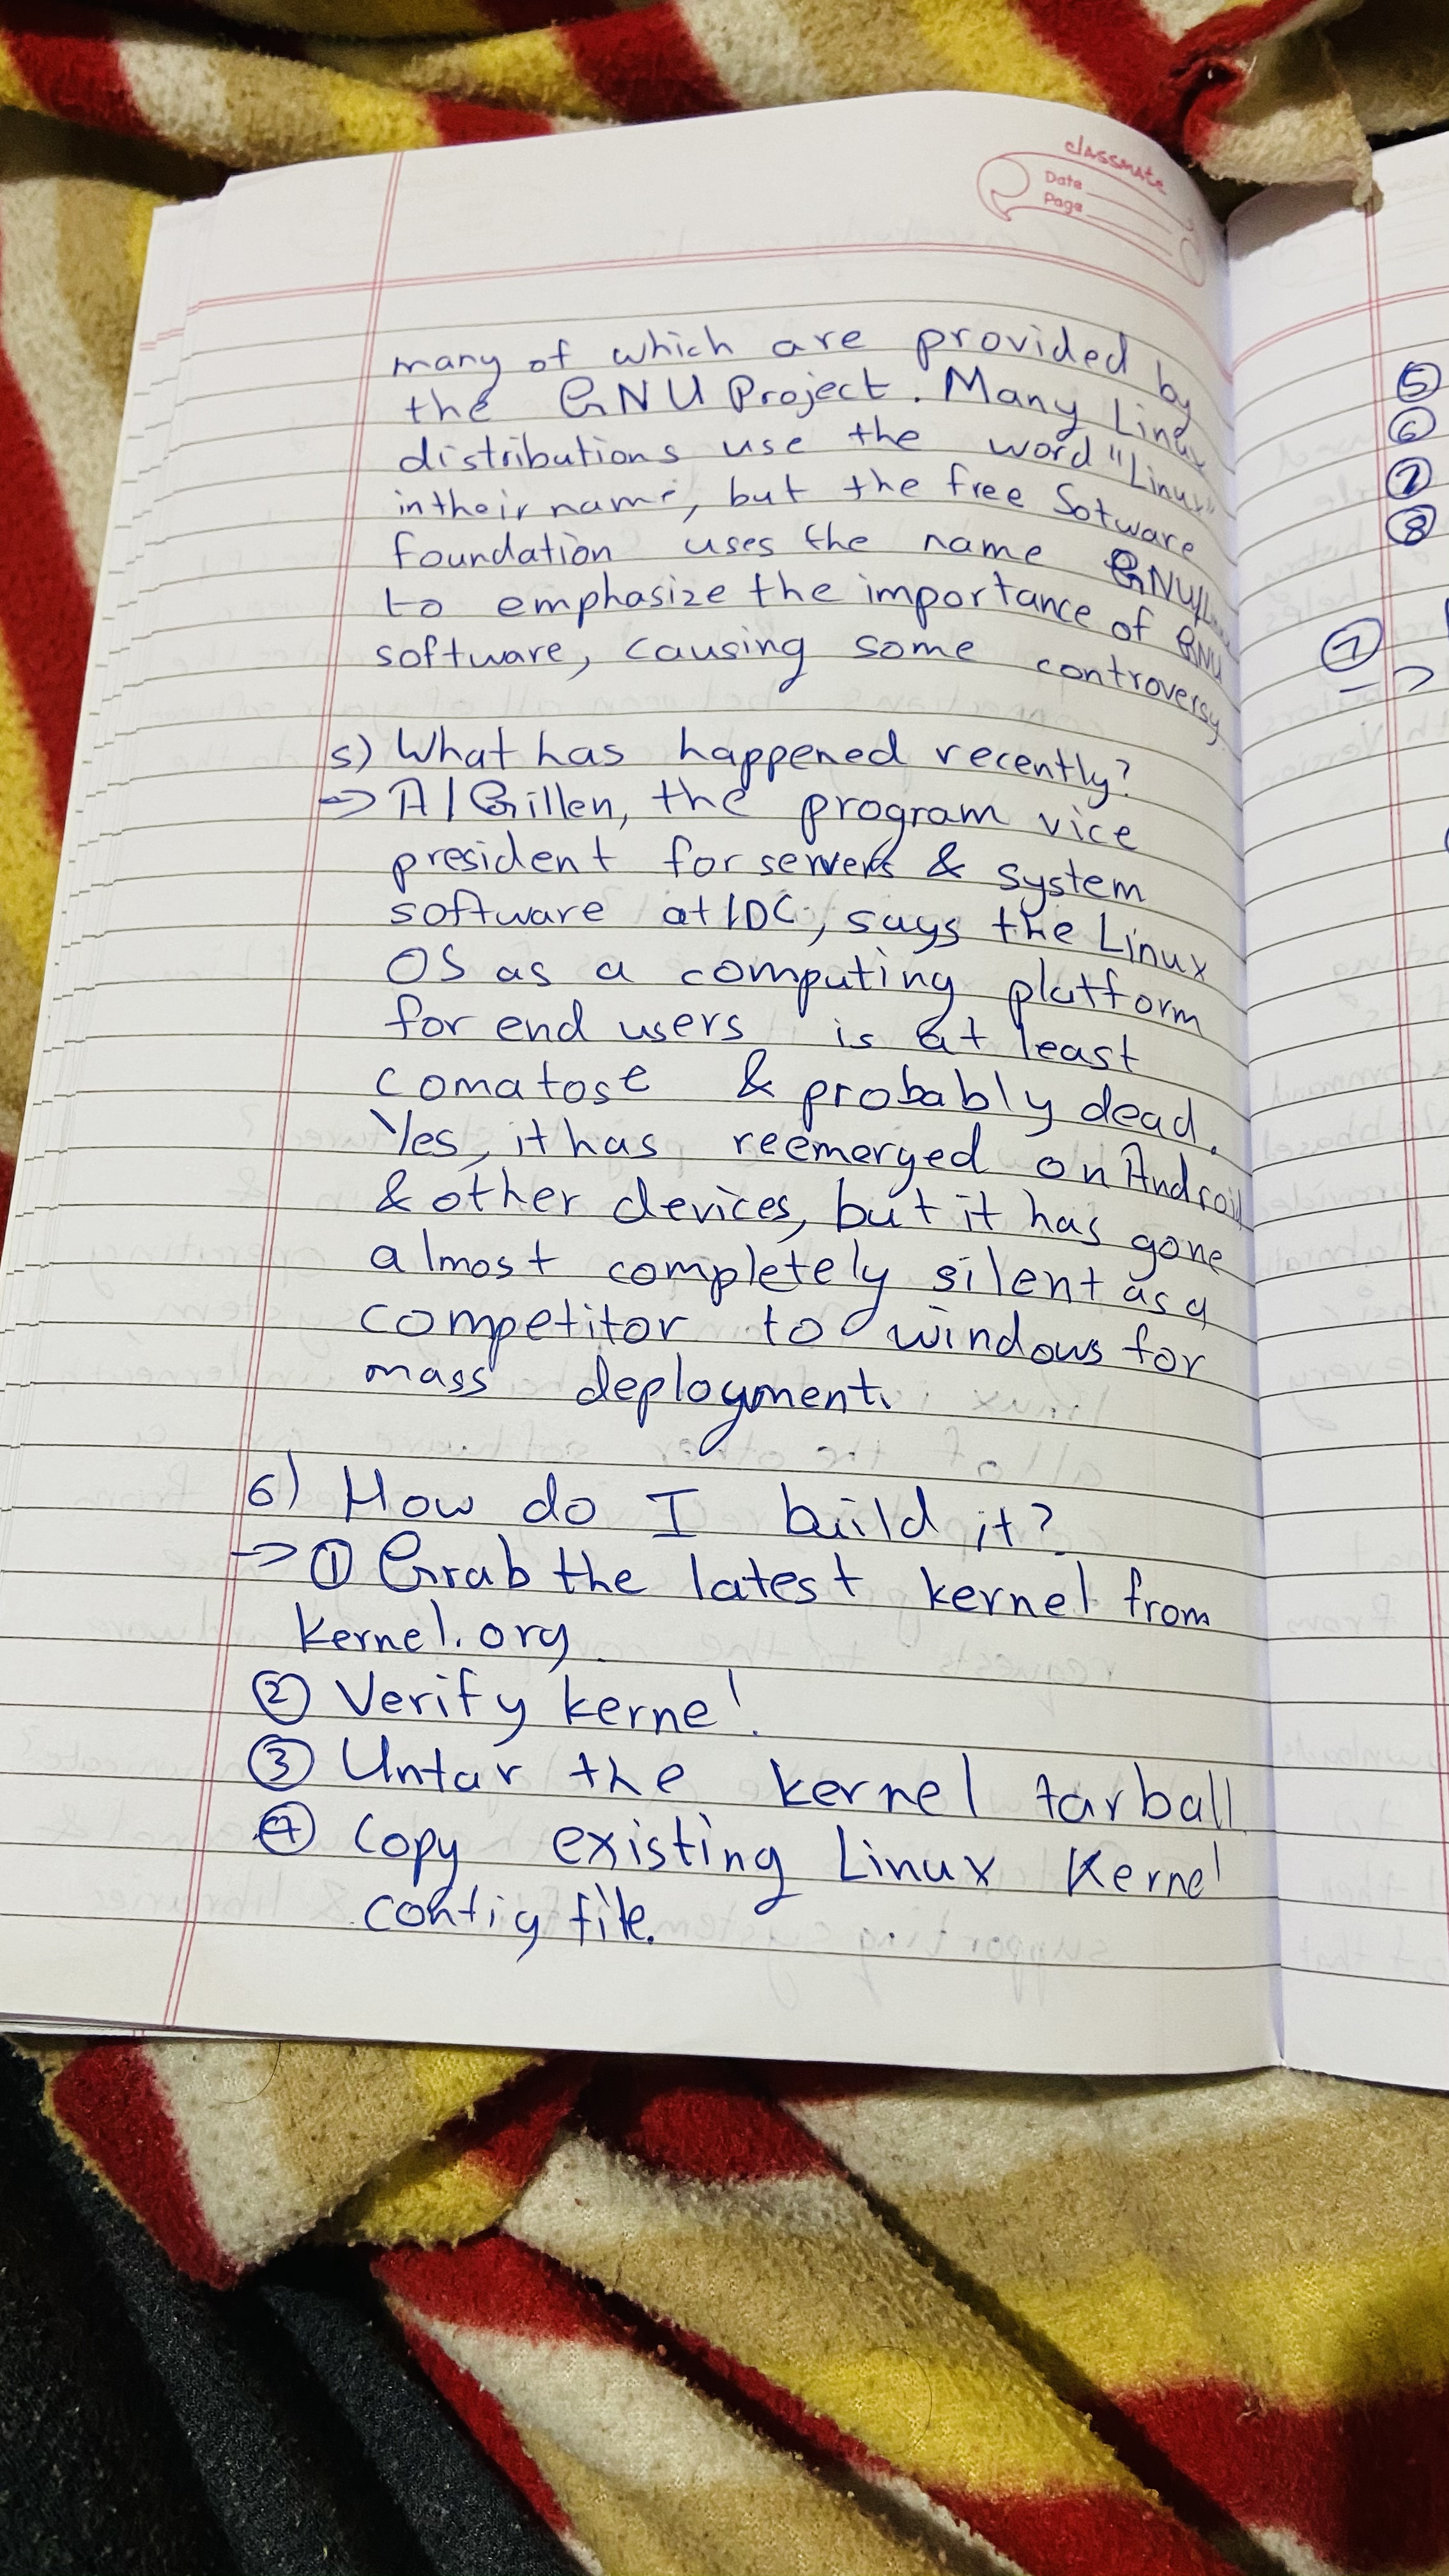 classmate
Date
Page
many of which are provided by
the GNU Project. Many Linux
distributions use the word "Linux"
in their name, but the free Sotware
foundation uses the name GNU/
to emphasize the importance of GNU
software, causing some controversy
5) What has happened recently?
→ Al Gillen, the program vice
president for servers & system
software at IDC, says the Linux
OS as a computing platform
for end users is at least
comatose & probably dead.
Yes, it has reemerged on Android
& other devices, but it has gone
almost completely silent as a
competitor to windows for
mass deployment.
6) How do I build it?
→ ① Grab the latest kernel from
kernel.org
② Verify kernel.
③ Untar the kernel tarball
④ Copy existing Linux Kernel
config file.
⑤
⑥
⑦
⑧
7)
→